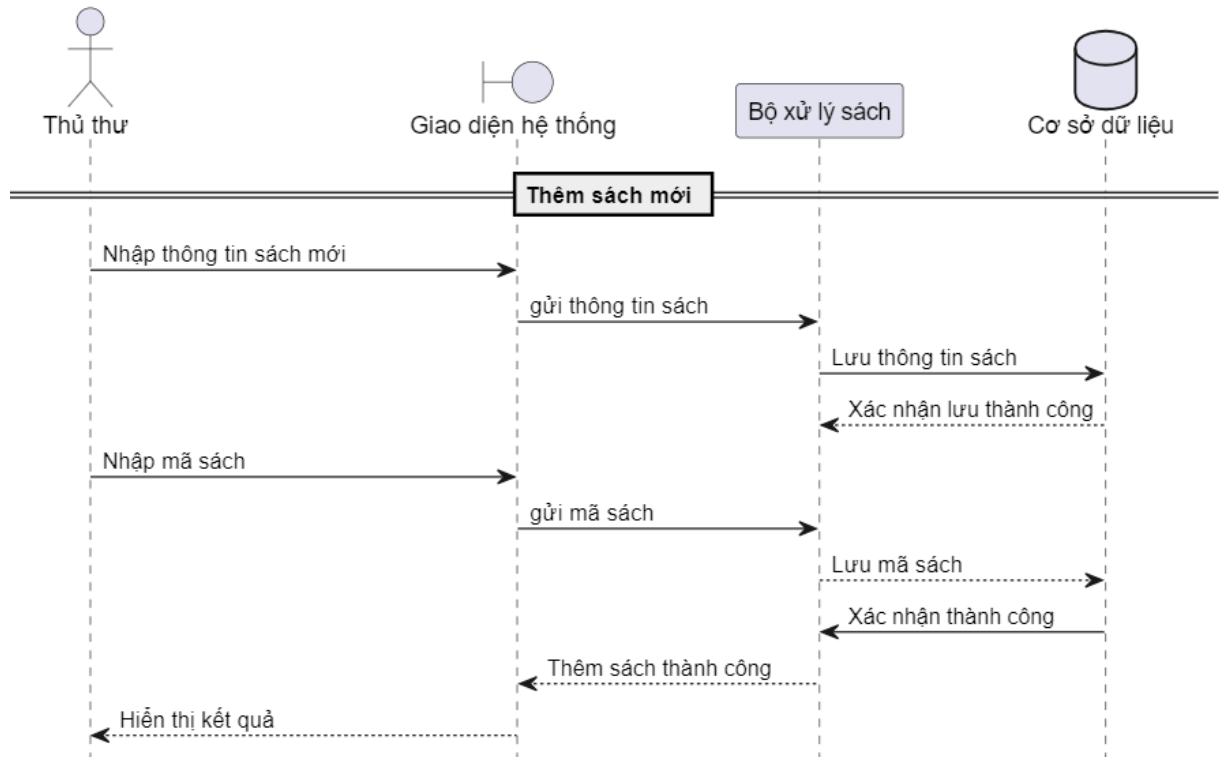 Thủ thư
Giao diện hệ thống
Bộ xử lý sách
Cơ sở dữ liệu
Thêm sách mới
Nhập thông tin sách mới
gửi thông tin sách
Lưu thông tin sách
Xác nhận lưu thành công
Nhập mã sách
gửi mã sách
Lưu mã sách
Xác nhận thành công
Thêm sách thành công
Hiển thị kết quả